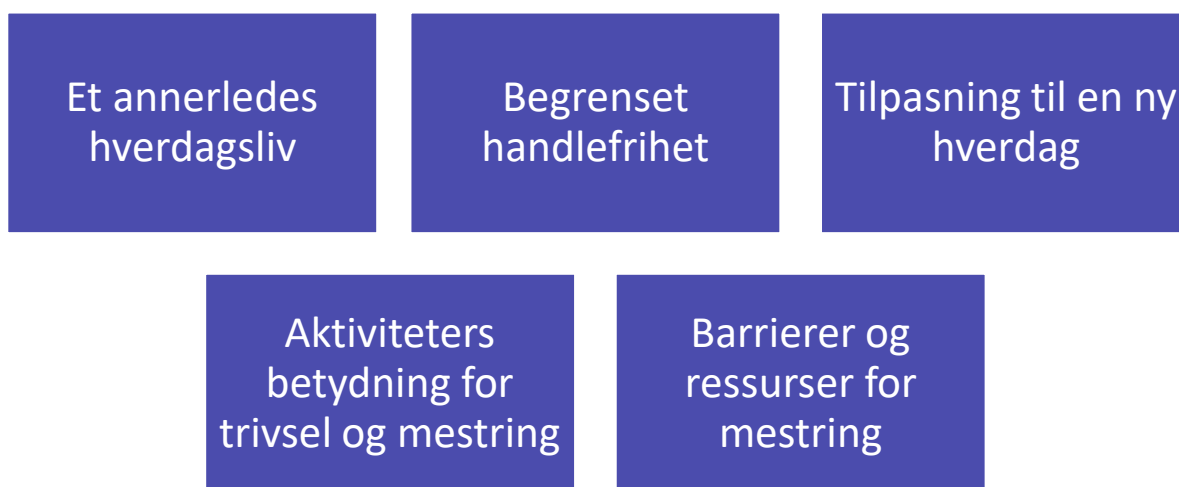 Et annerledes
hverdagsliv
Begrenset
handlefrihet
Tilpasning til en ny
hverdag
Aktiviteters
betydning for
trivsel og mestring
Barrierer og
ressurser for
mestring